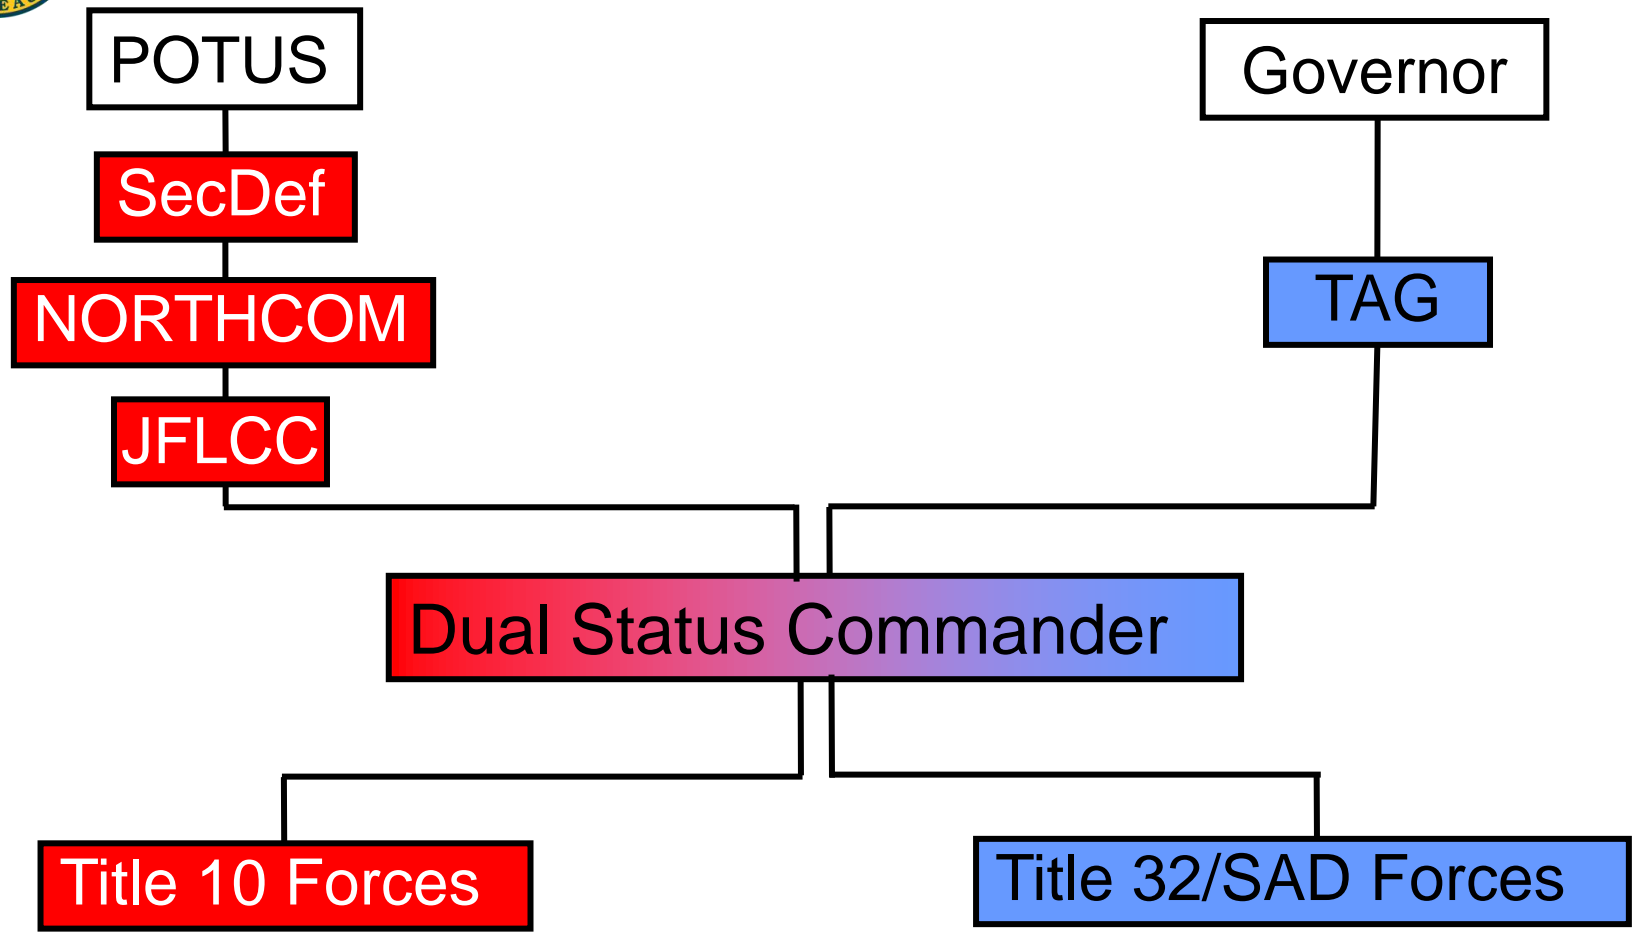 POTUS
Governor
SecDef
NORTHCOM
TAG
JFLCC
Dual Status Commander
Title 10 Forces
Title 32/SAD Forces